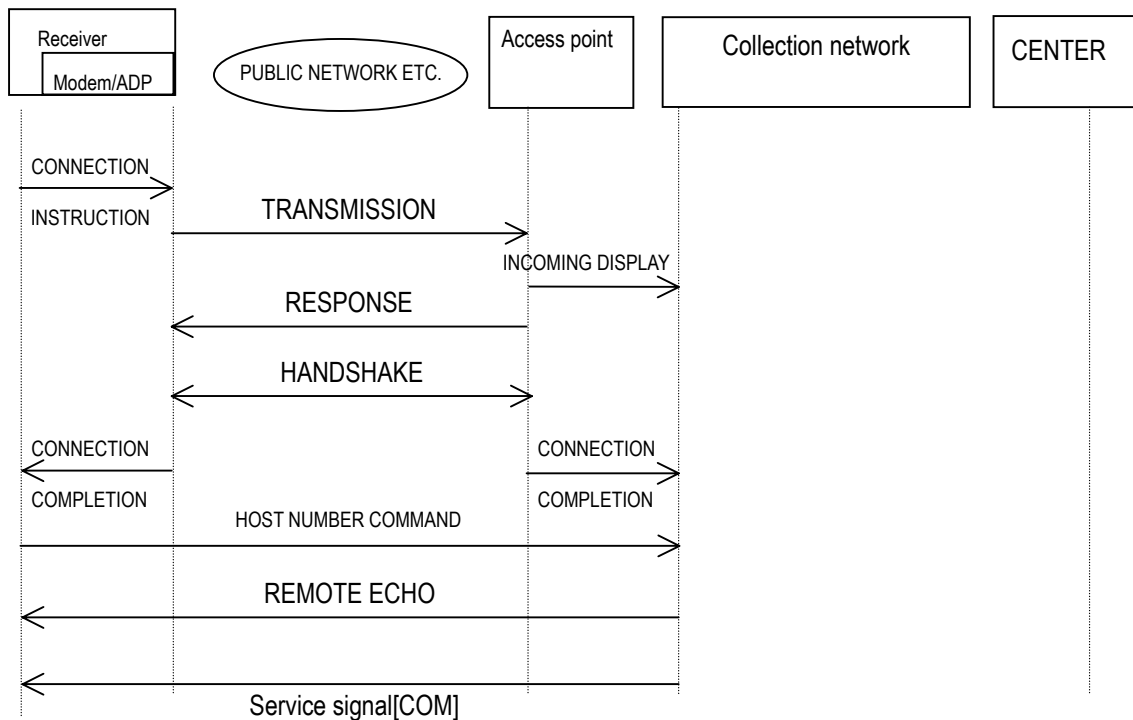 Receiver
Modem/ADP
PUBLIC NETWORK ETC.
Access point
Collection network
CENTER
CONNECTION
INSTRUCTION
TRANSMISSION
INCOMING DISPLAY
RESPONSE
HANDSHAKE
CONNECTION
COMPLETION
CONNECTION
COMPLETION
HOST NUMBER COMMAND
REMOTE ECHO
Service signal[COM]